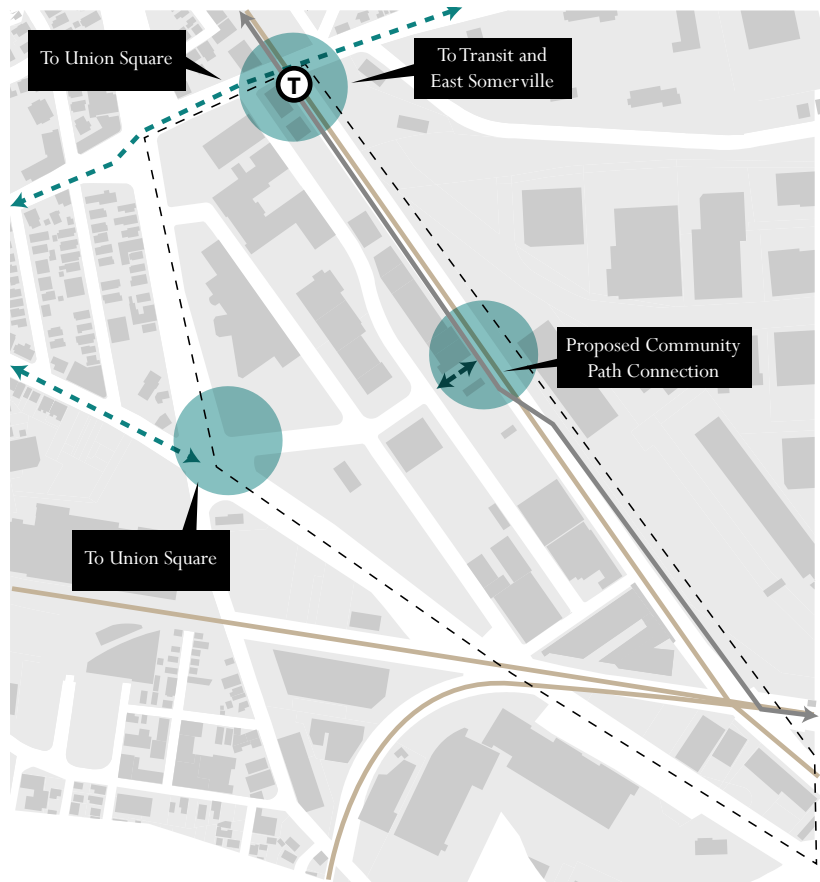 To Union Square
To Transit and
East Somerville
T
Proposed Community
Path Connection
To Union Square